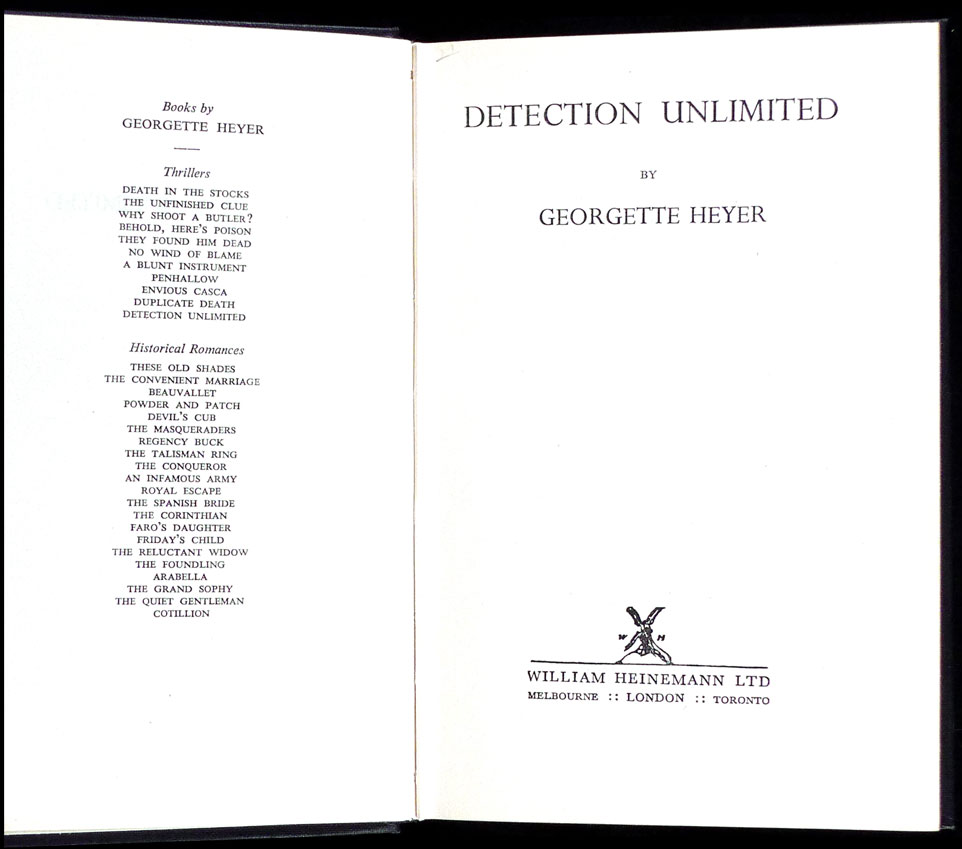 Books by
GEORGETTE HEYER
Thrillers
DEATH IN THE STOCKS
THE UNFINISHED CLUE
WHY SHOOT A BUTLER?
BEHOLD, HERE'S POISON
THEY FOUND HIM DEAD
NO WIND OF BLAME
A BLUNT INSTRUMENT
PENHALLOW
ENVIOUS CASCA
DUPLICATE DEATH
DETECTION UNLIMITED
Historical Romances
THESE OLD SHADES
THE CONVENIENT MARRIAGE
BEAUVALLET
POWDER AND PATCH
DEVIL'S CUB
THE MASQUERADERS
REGENCY BUCK
THE TALISMAN RING
THE CONQUEROR
AN INFAMOUS ARMY
ROYAL ESCAPE
THE SPANISH BRIDE
THE CORINTHIAN
FARO'S DAUGHTER
FRIDAY'S CHILD
THE RELUCTANT WIDOW
THE FOUNDLING
ARABELLA
THE GRAND SOPHY
THE QUIET GENTLEMAN
COTILLION
DETECTION UNLIMITED
BY
GEORGETTE HEYER
W H
WILLIAM HEINEMANN LTD
MELBOURNE :: LONDON :: TORONTO